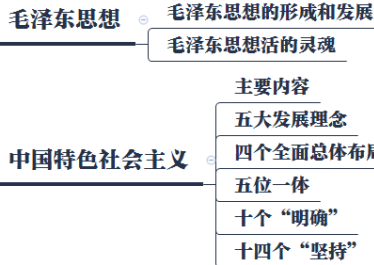 毛泽东思想
毛泽东思想的形成和发展
毛泽东思想活的灵魂
中国特色社会主义
主要内容
五大发展理念
四个全面总体布局
五位一体
十个“明确”
十四个“坚持”